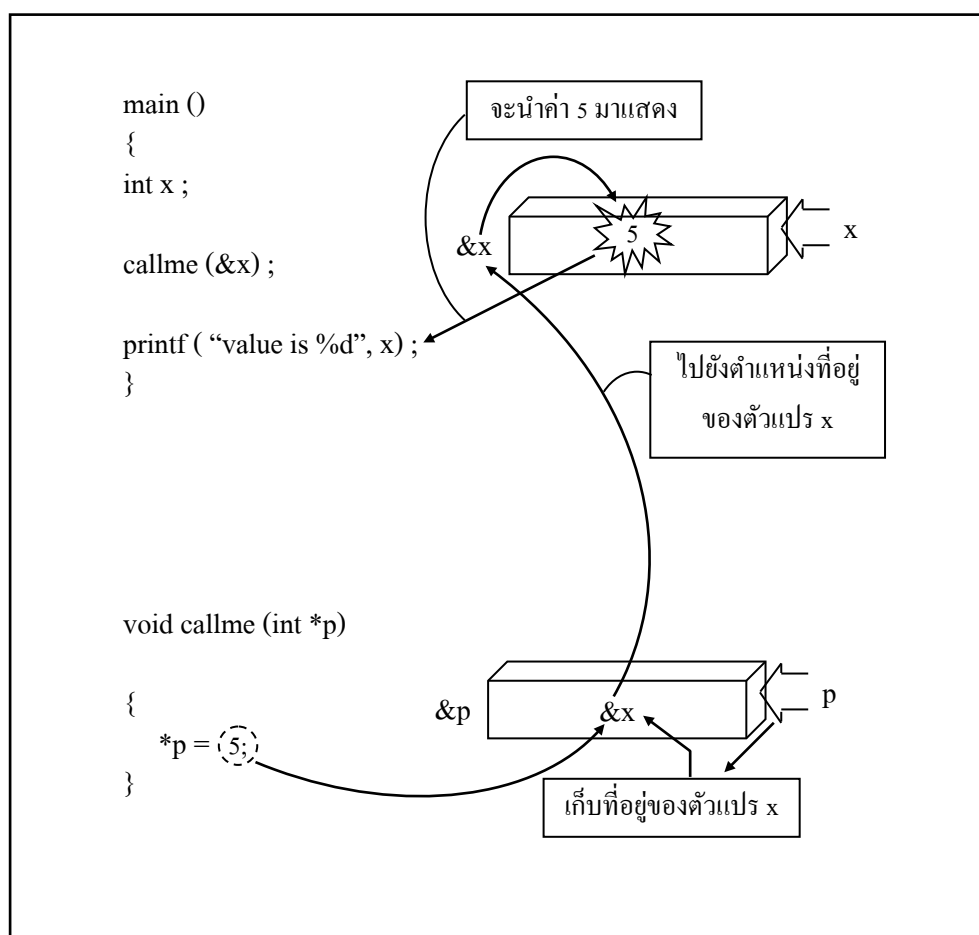 main ()
{
int x ;
callme (&x) ;
printf ( “value is %d”, x) ;
}
จะนำค่า 5 มาแสดง
&x
5
x
ไปยังตำแหน่งที่อยู่
ของตัวแปร x
void callme (int *p)
{
*p = 5;
}
&p
&x
p
เก็บที่อยู่ของตัวแปร x